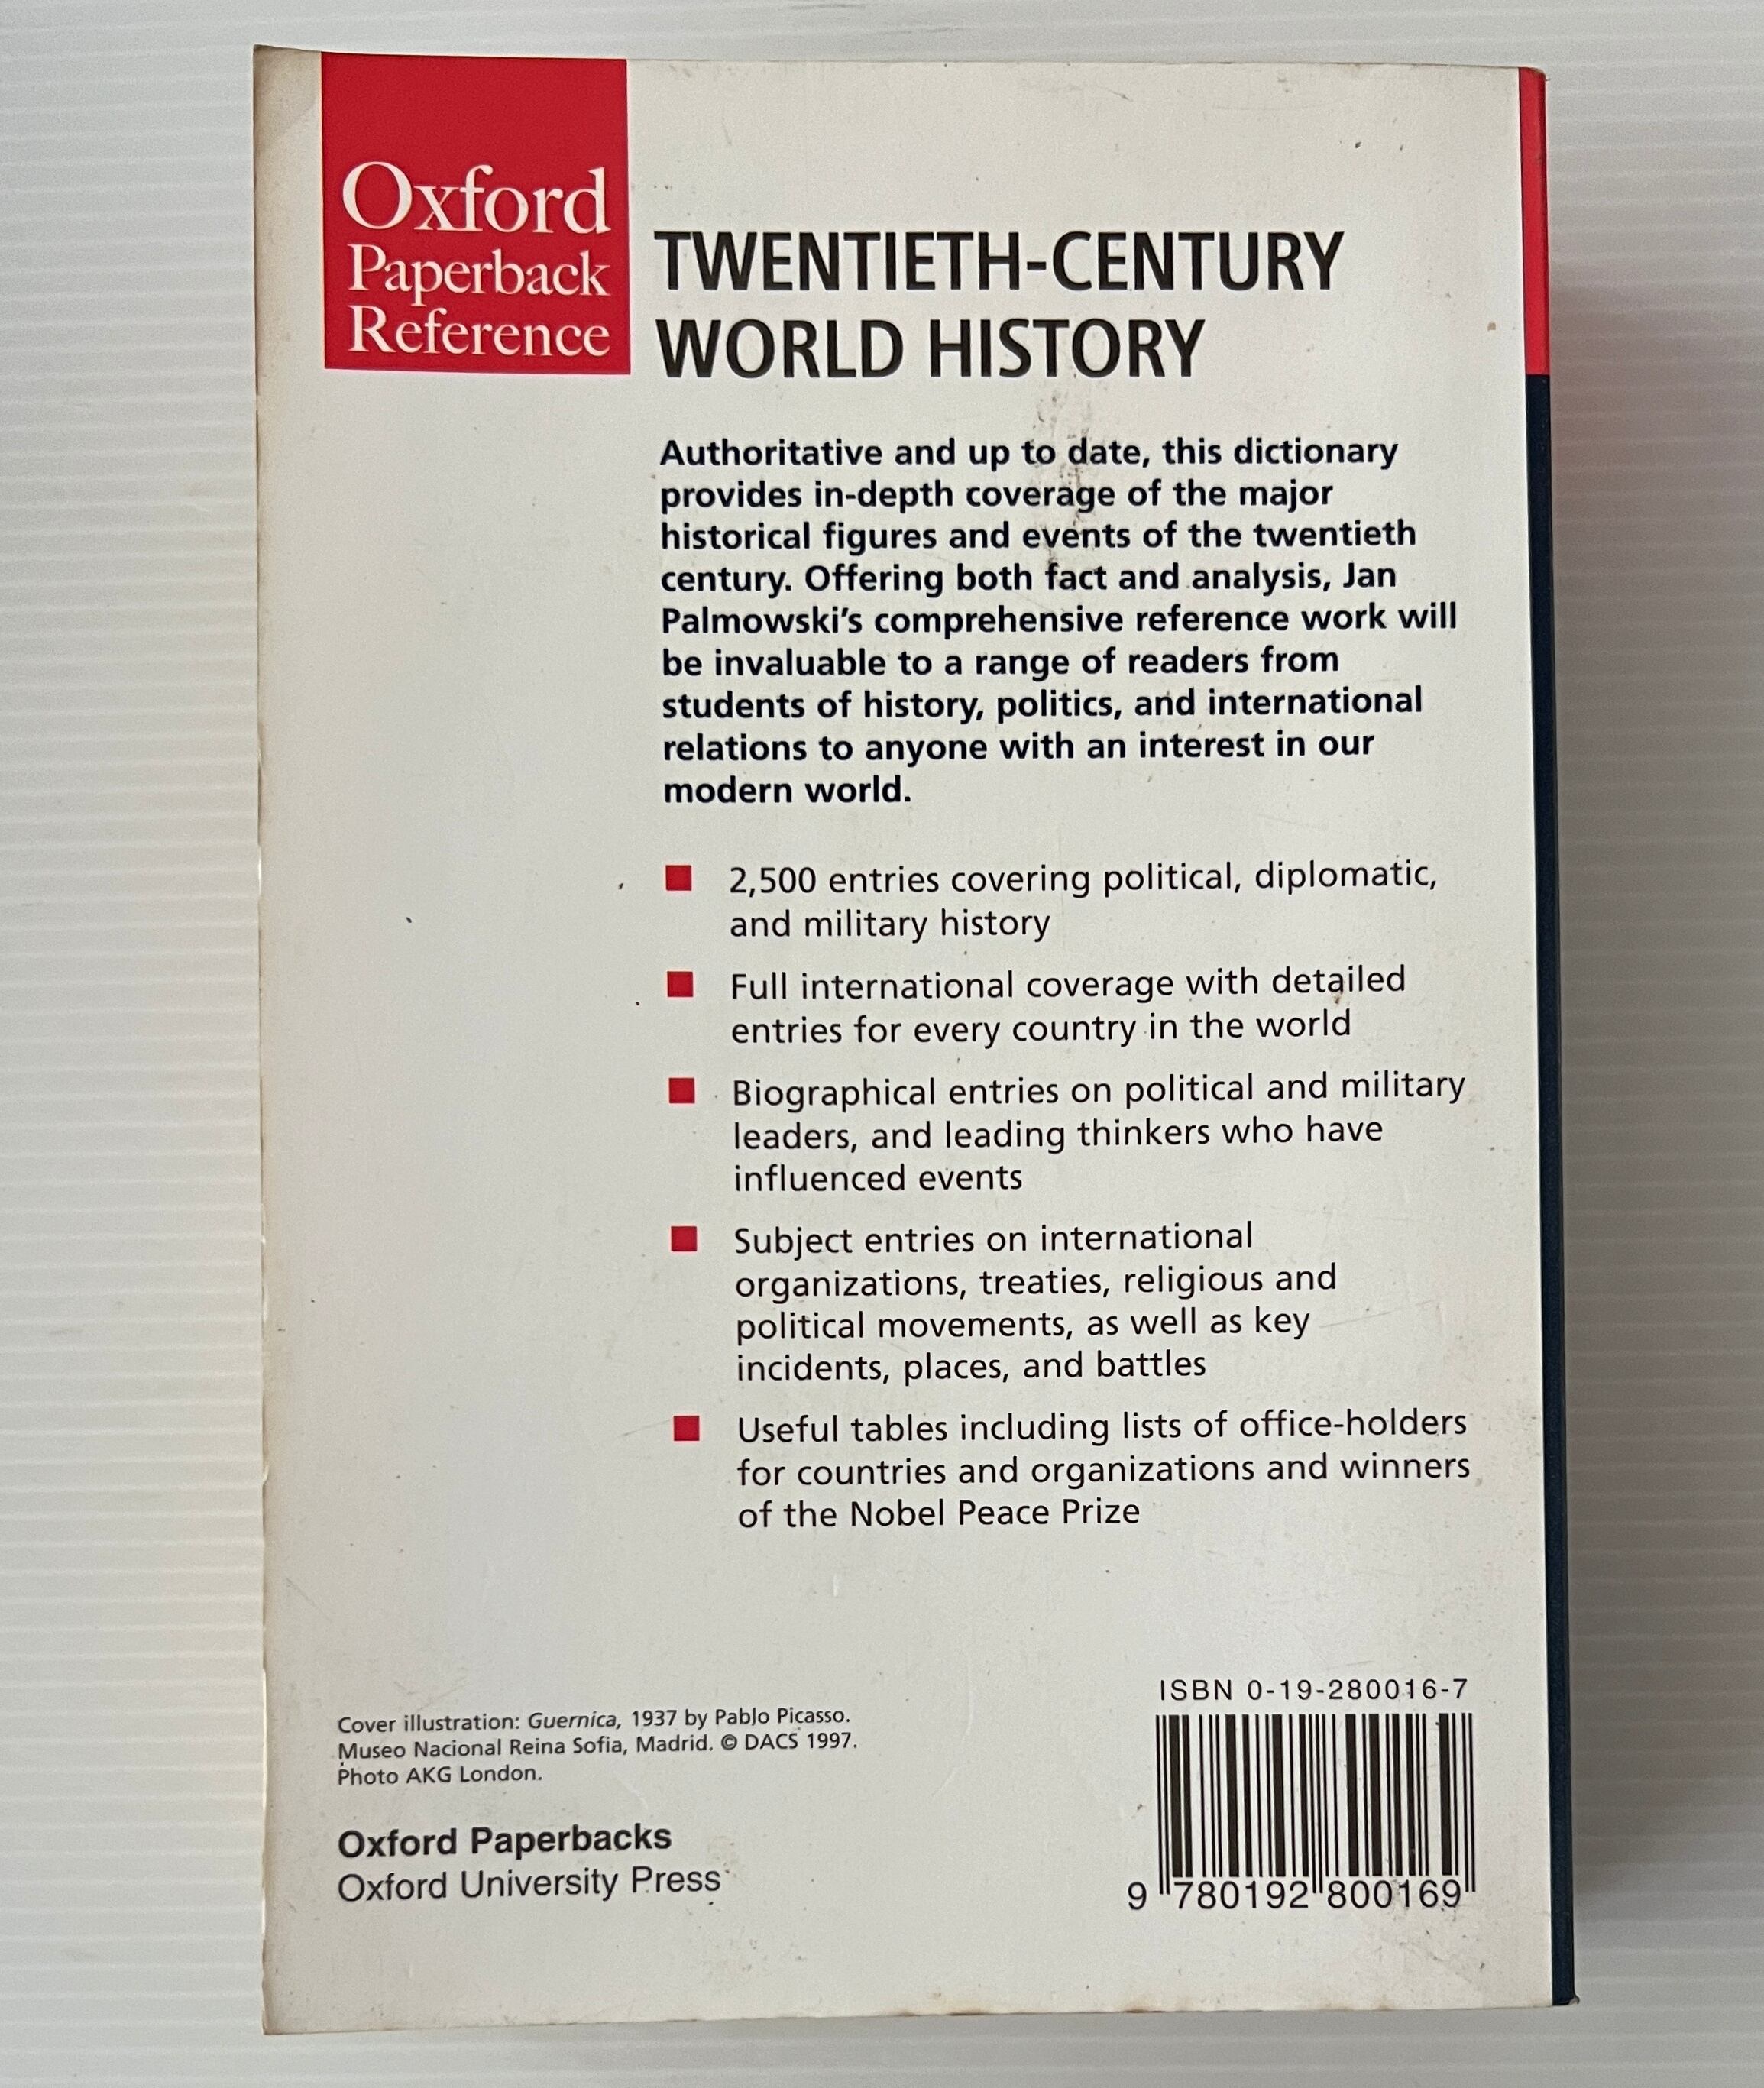 Oxford
Paperback
Reference
TWENTIETH-CENTURY
WORLD HISTORY
Authoritative and up to date, this dictionary
provides in-depth coverage of the major
historical figures and events of the twentieth
century. Offering both fact and analysis, Jan
Palmowski's comprehensive reference work will
be invaluable to a range of readers from
students of history, politics, and international
relations to anyone with an interest in our
modern world.
2,500 entries covering political, diplomatic,
and military history
Full international coverage with detailed
entries for every country in the world
Biographical entries on political and military
leaders, and leading thinkers who have
influenced events
Subject entries on international
organizations, treaties, religious and
political movements, as well as key
incidents, places, and battles
Useful tables including lists of office-holders
for countries and organizations and winners
of the Nobel Peace Prize
Cover illustration: Guernica, 1937 by Pablo Picasso.
Museo Nacional Reina Sofia, Madrid. © DACS 1997.
Photo AKG London.
Oxford Paperbacks
Oxford University Press
ISBN 0-19-280016-7
9 780192 800169